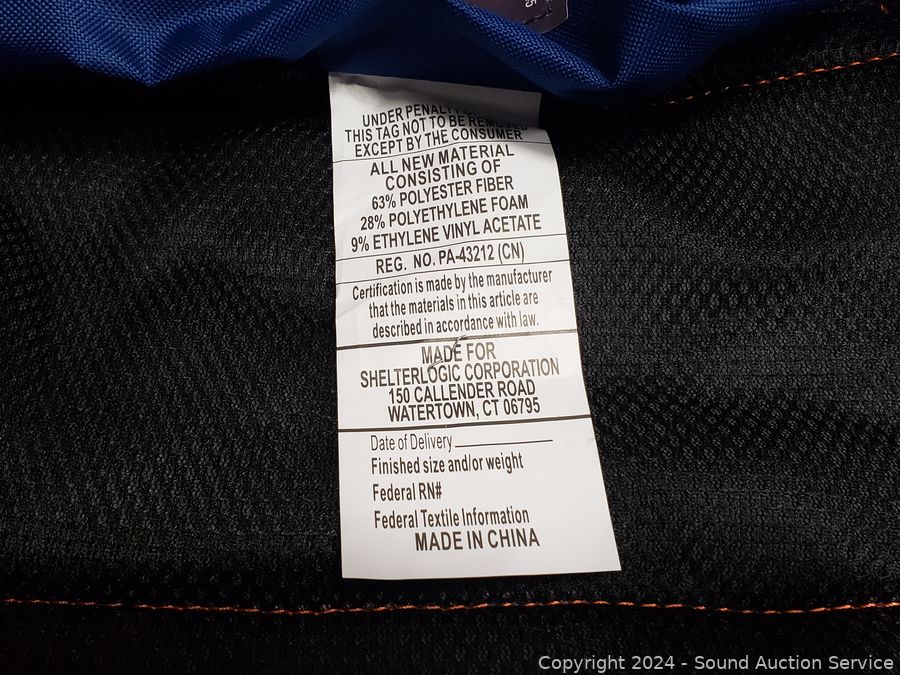 UNDER PENALTY
THIS TAG NOT TO BE REMOVED
EXCEPT BY THE CONSUMER
ALL NEW MATERIAL
CONSISTING OF
63% POLYESTER FIBER
28% POLYETHYLENE FOAM
9% ETHYLENE VINYL ACETATE
REG. NO. PA-43212 (CN)
Certification is made by the manufacturer
that the materials in this article are
described in accordance with law.
MADE FOR
SHELTERLOGIC CORPORATION
150 CALLENDER ROAD
WATERTOWN, CT 06795
Date of Delivery
Finished size and/or weight
Federal RN#
Federal Textile Information
MADE IN CHINA
Copyright 2024 - Sound Auction Service